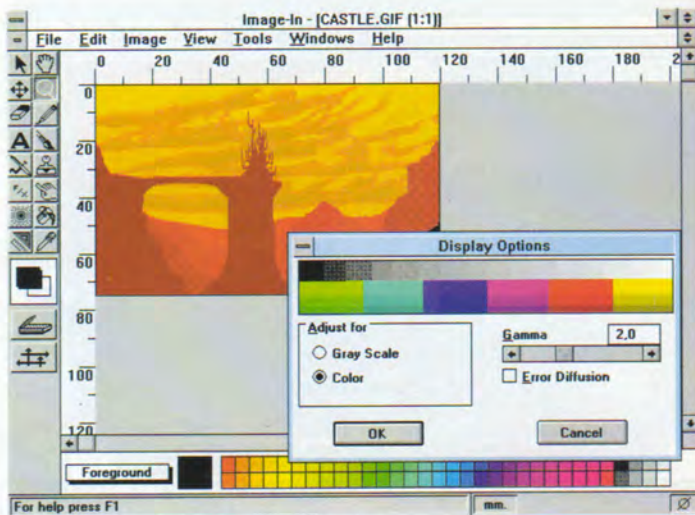 Image-In - [CASTLE.GIF (1:1)]
File Edit Image View Tools Windows Help
0 20 40 60 80 100 120 140 160 180 2
0
20
40
60
80
100
120
A
Display Options
Adjust for
Gray Scale
Color
Gamma 2,0
Error Diffusion
OK Cancel
Foreground
For help press F1 mm.